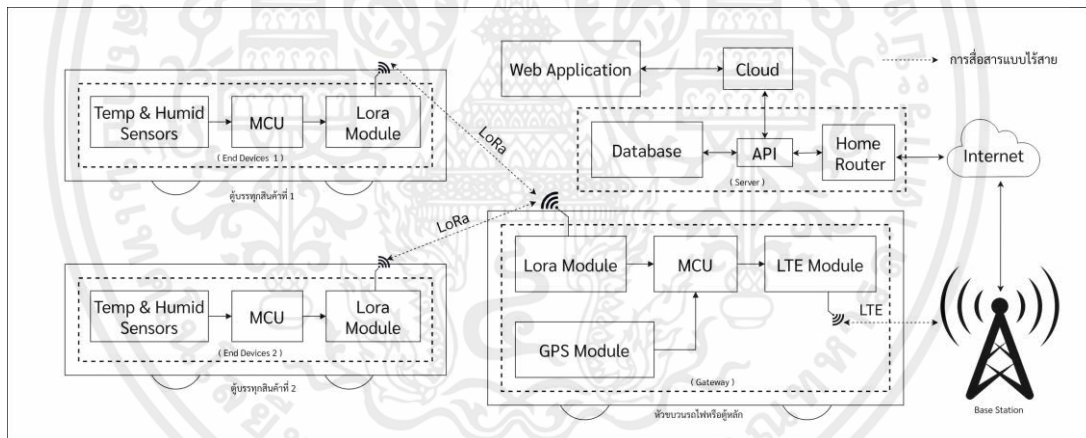 Temp & Humid
Sensors
MCU
Lora
Module
( End Devices 1 )
ตู้บรรทุกสินค้าที่ 1
LoRa
Temp & Humid
Sensors
MCU
Lora
Module
( End Devices 2 )
ตู้บรรทุกสินค้าที่ 2
LoRa
Web Application
Cloud
การสื่อสารแบบไร้สาย
Database
API
Home
Router
( Server )
Internet
Lora Module
MCU
LTE Module
GPS Module
LTE
( Gateway )
หัวขบวนรถไฟหรือตู้หลัก
Base Station